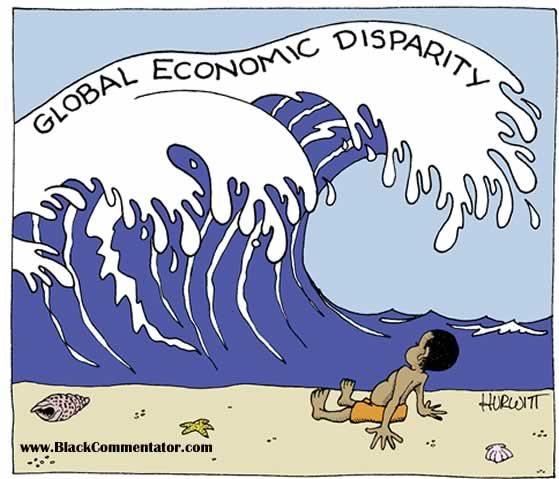 GLOBAL ECONOMIC DISPARITY
HURWITT
www.BlackCommentator.com